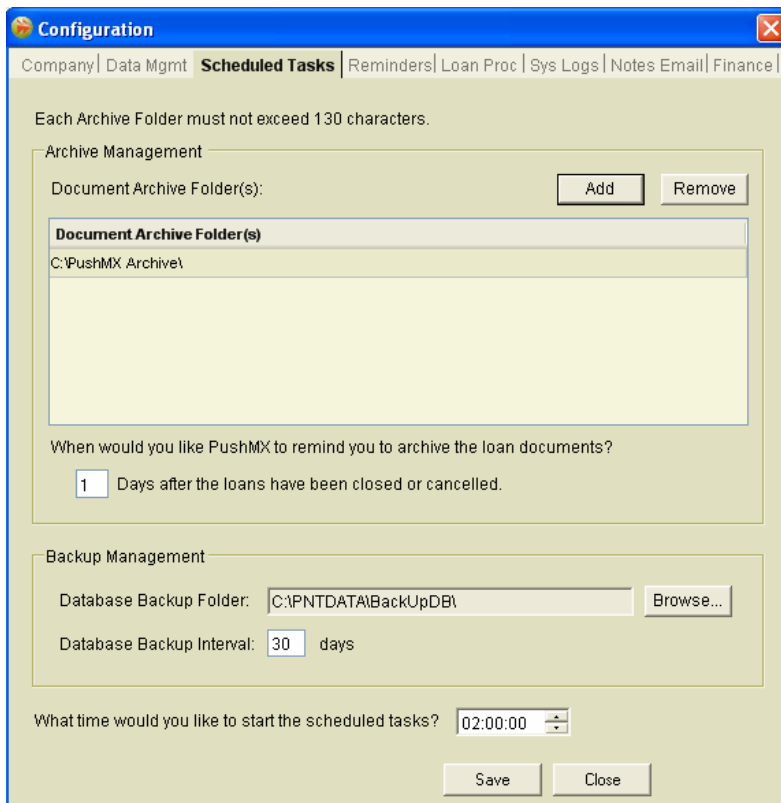 Configuration
Company| Data Mgmt Scheduled Tasks | Reminders| Loan Proc | Sys Logs | Notes Email | Finance |
Each Archive Folder must not exceed 130 characters.
Archive Management
Document Archive Folder(s): Add Remove
Document Archive Folder(s)
C:\PushMX Archive\
When would you like PushMX to remind you to archive the loan documents?
1 Days after the loans have been closed or cancelled.
Backup Management
Database Backup Folder: C:\PNTDATA\BackUpDB\ Browse...
Database Backup Interval: 30 days
What time would you like to start the scheduled tasks? 02:00:00
Save Close